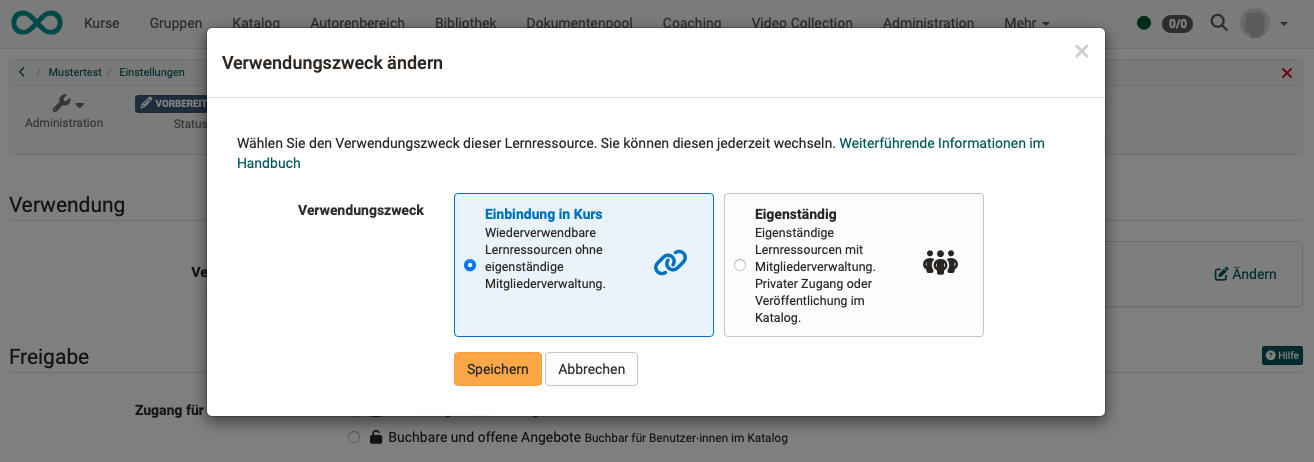 Kurse Gruppen Katalog Autorenbereich Bibliothek Dokumentenpool Coaching Video Collection Administration Mehr 0/0
Verwendungszweck ändern ×
Mustertest / Einstellungen
VORBEREIT
Administration Status
Wählen Sie den Verwendungszweck dieser Lernressource. Sie können diesen jederzeit wechseln. Weiterführende Informationen im
Handbuch
Verwendung
Verwendungszweck
Einbindung in Kurs
Wiederverwendbare
Lernressourcen ohne
eigenständige
Mitgliederverwaltung.
Eigenständig
Eigenständige
Lernressourcen mit
Mitgliederverwaltung.
Privater Zugang oder
Veröffentlichung im
Katalog.
Ve
Ändern
Freigabe
Hilfe
Speichern Abbrechen
Zugang für
Buchbare und offene Angebote Buchbar für Benutzer·innen im Katalog